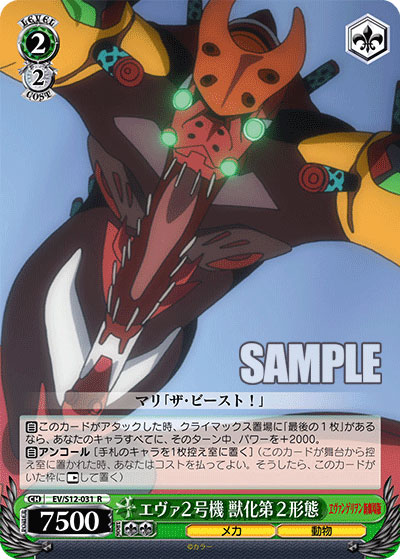 LEVEL
2
2
COST
SAMPLE
マリ「ザ・ビースト!」
自このカードがアタックした時、クライマックス置場に「最後の1枚」がある
なら、あなたのキャラすべてに、そのターン中、パワーを+2000。
自アンコール [手札のキャラを1枚控え室に置く] (このカードが舞台から
控え室に置かれた時、あなたはコストを払ってよい。そうしたら、このカードが
いた枠にレストして置く)
CH EV/S12-031 R
エヴァ2号機 獣化第2形態
ヱヴァンゲリヲン新劇場版
POWER
7500
メカ
動物
©カラー